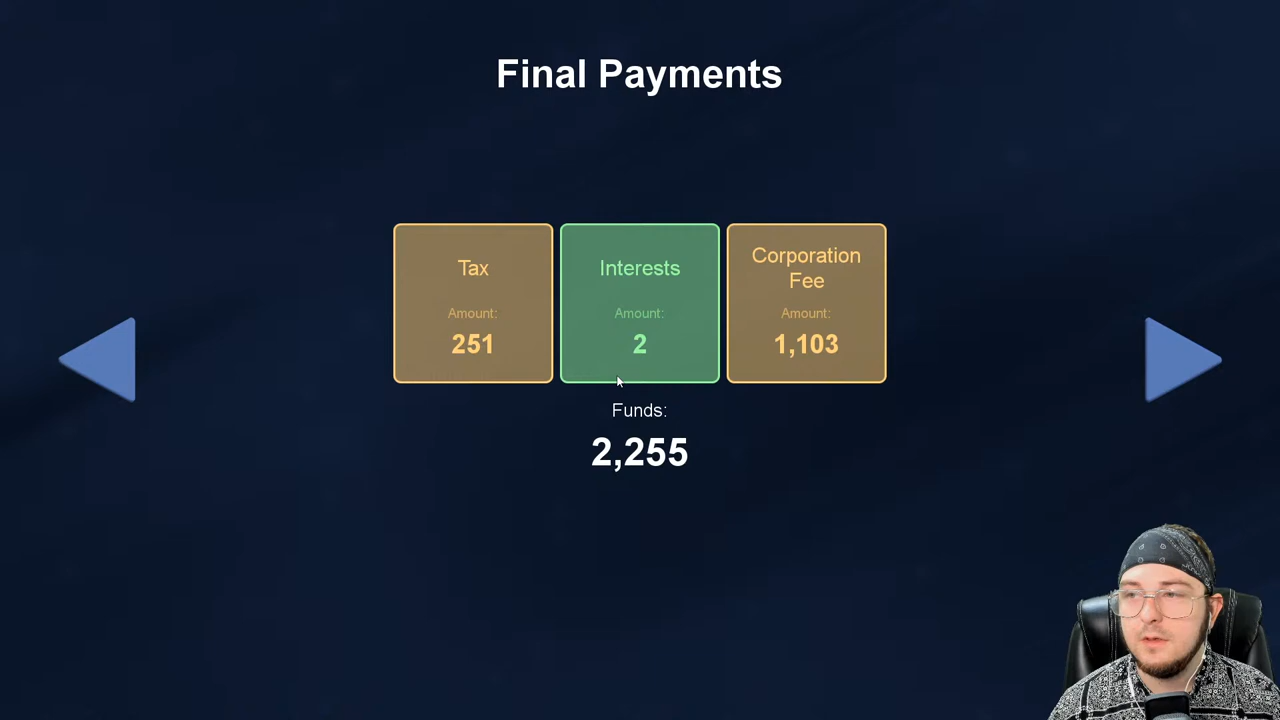 Final Payments
Tax
Amount:
251
Interests
Amount:
2
Corporation
Fee
Amount:
1,103
Funds:
2,255